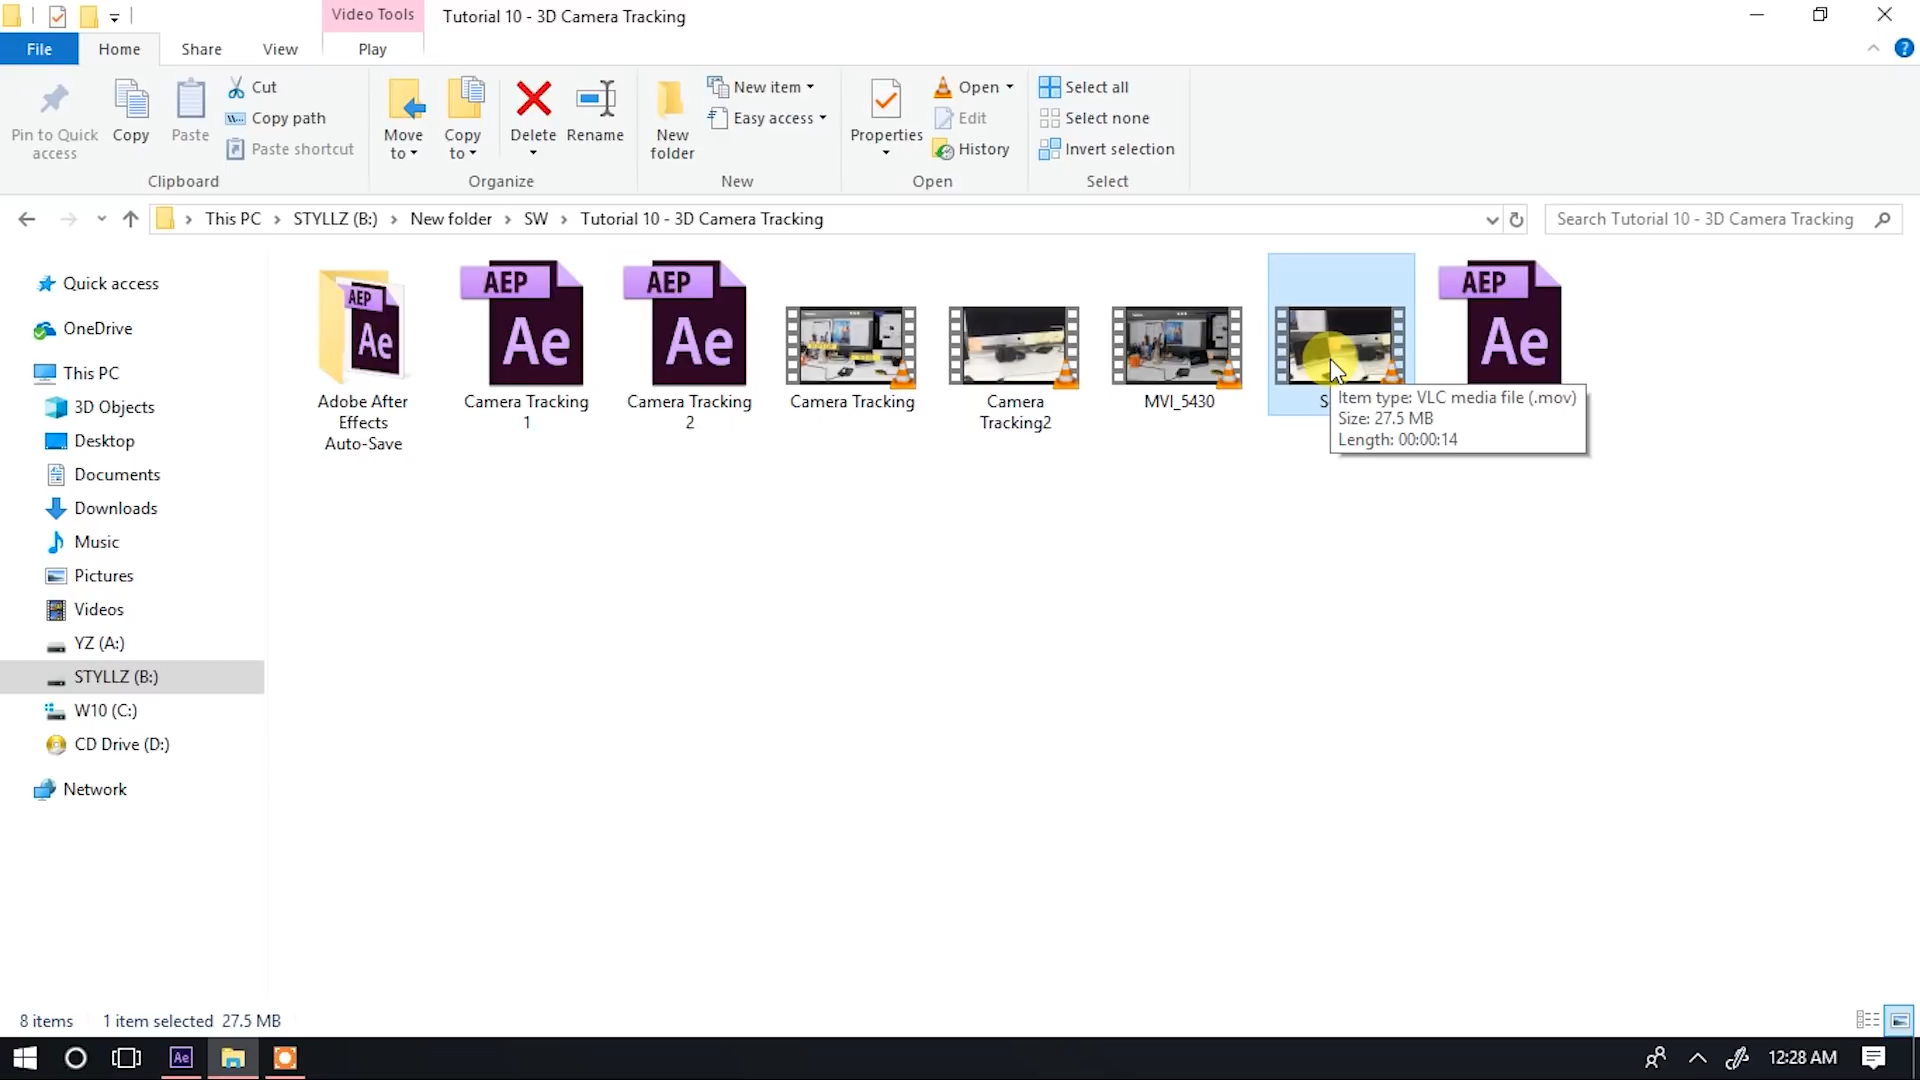 Video Tools
Tutorial 10 - 3D Camera Tracking
File
Home
Share
View
Play
Pin to Quick access
Copy
Paste
Cut
Copy path
Paste shortcut
Clipboard
Move to
Copy to
Delete
Rename
Organize
New folder
New item
Easy access
New
Properties
Open
Edit
History
Open
Select all
Select none
Invert selection
Select
This PC
STYLLZ (B:)
New folder
SW
Tutorial 10 - 3D Camera Tracking
Search Tutorial 10 - 3D Camera Tracking
Quick access
OneDrive
This PC
3D Objects
Desktop
Documents
Downloads
Music
Pictures
Videos
YZ (A:)
STYLLZ (B:)
W10 (C:)
CD Drive (D:)
Network
AEP
Ae
Adobe After
Effects
Auto-Save
AEP
Ae
Camera Tracking
1
AEP
Ae
Camera Tracking
2
Camera Tracking
Camera
Tracking2
MVI_5430
AEP
Ae
Item type: VLC media file (.mov)
Size: 27.5 MB
Length: 00:00:14
8 items
1 item selected 27.5 MB
Ae
12:28 AM